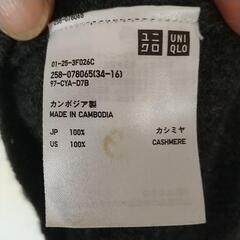 ユニクロ
UNIQLO
01-25-3F026C
258-078065(34-16)
97-CYA-D7B
カンボジア製
MADE IN CAMBODIA
JP 100% カシミヤ
US 100% CASHMERE